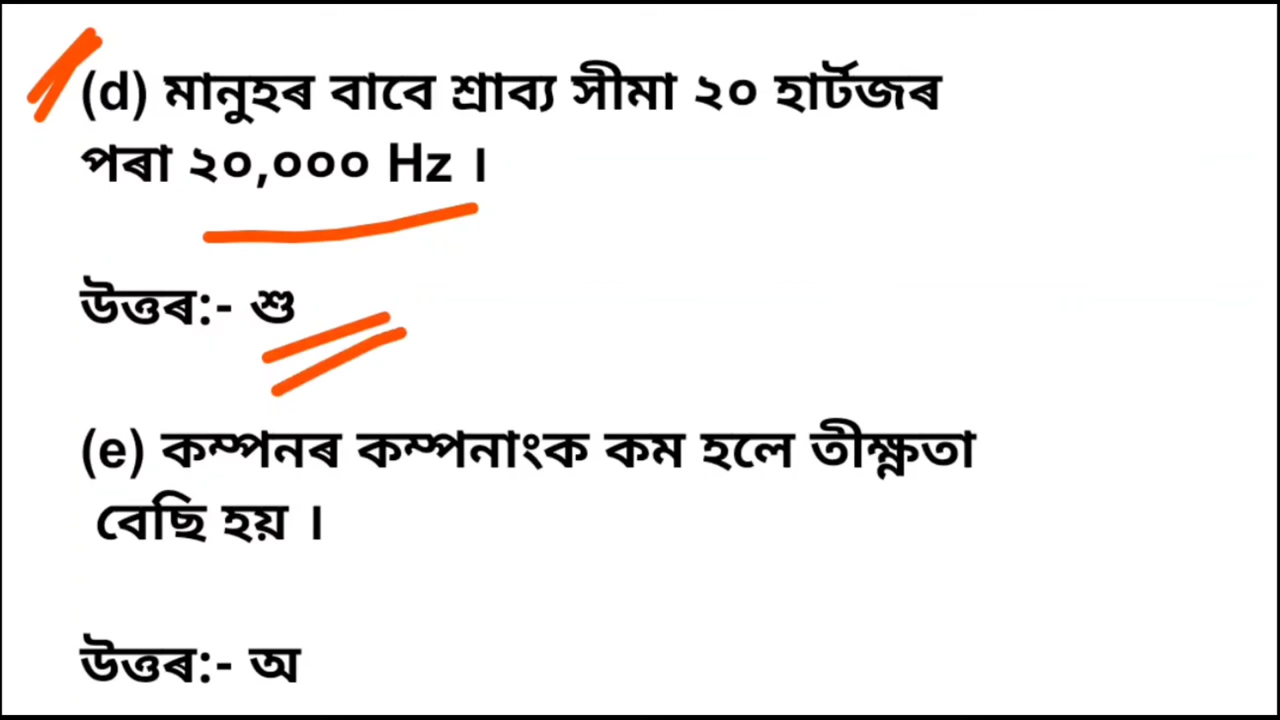 (d) মানুহৰ বাবে শ্ৰাব্য সীমা ২০ হাৰ্টজৰ
পৰা ২০,০০০ Hz ।
উত্তৰ:- শু
(e) কম্পনৰ কম্পনাংক কম হলে তীক্ষ্ণতা
বেছি হয় ।
উত্তৰ:- অ